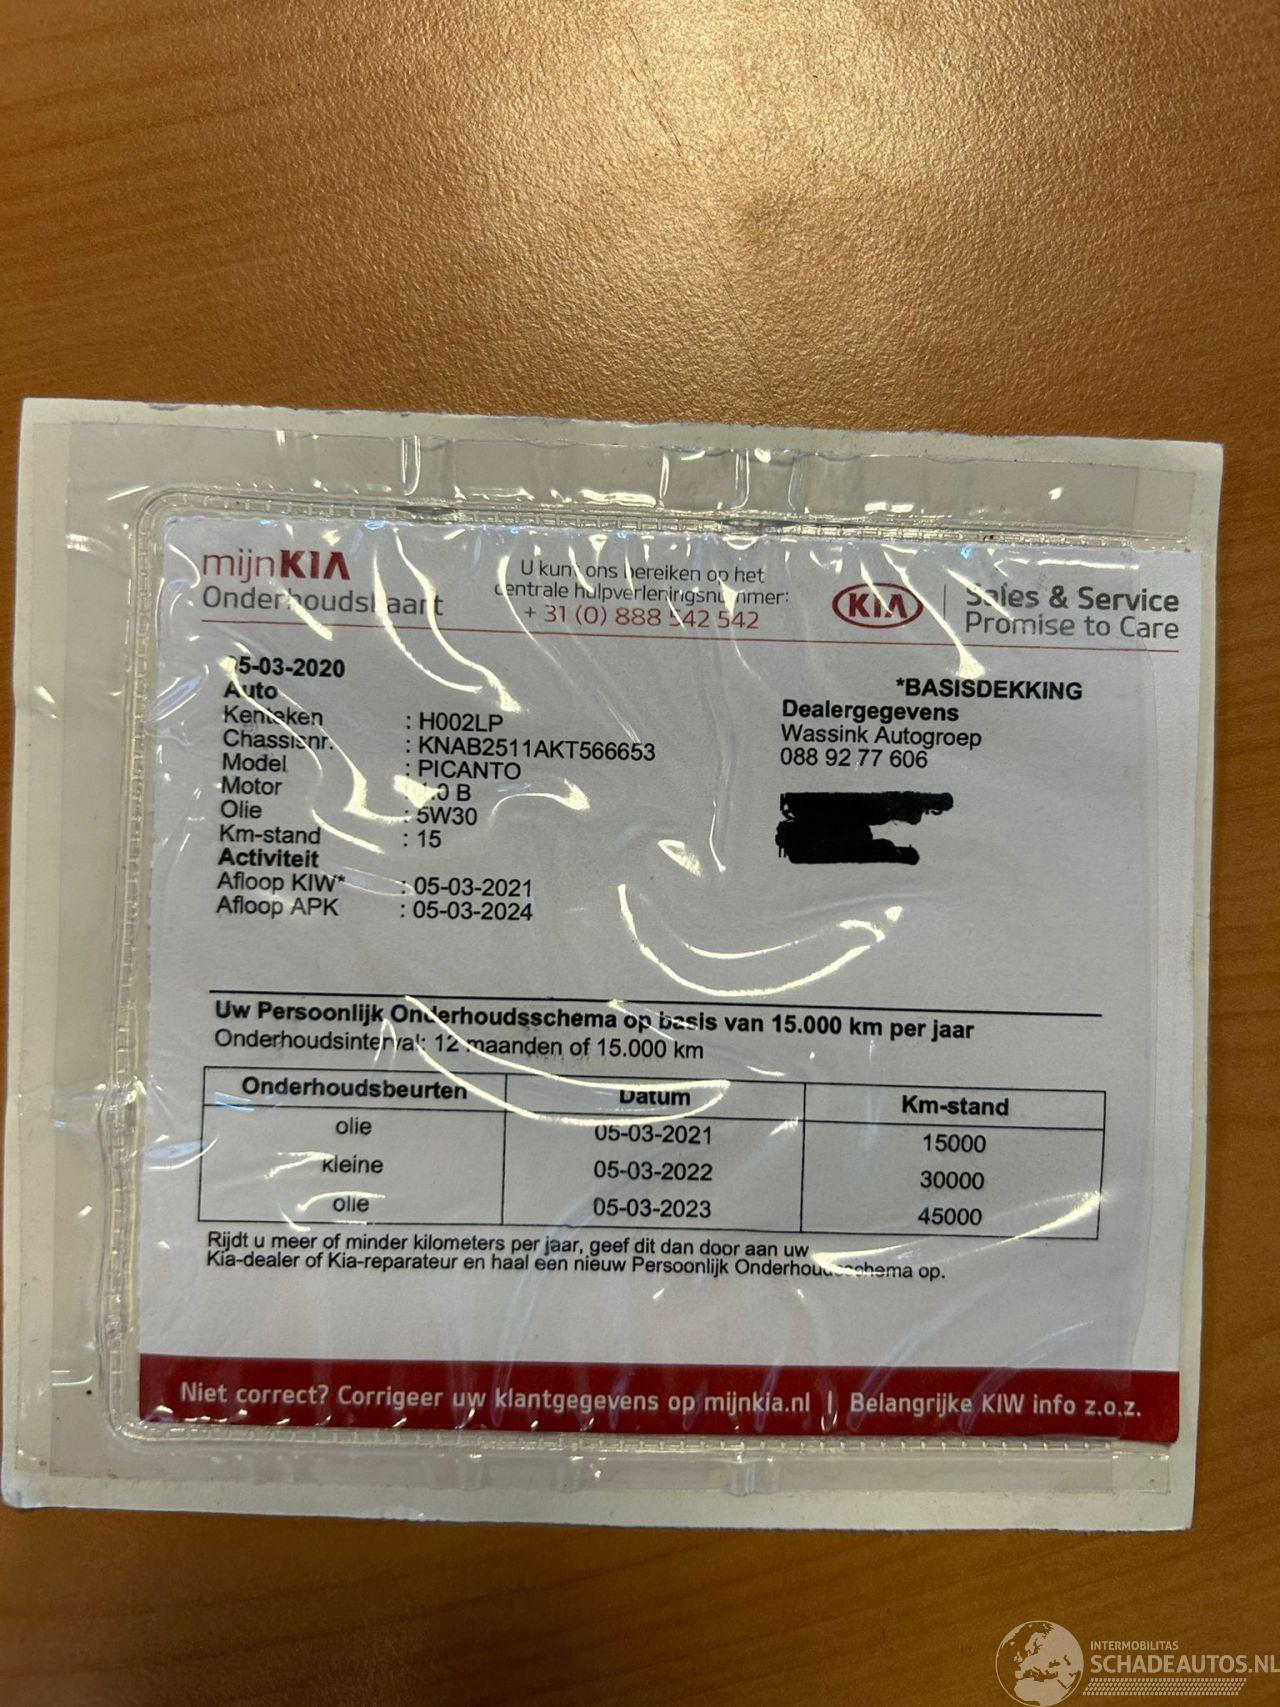 mijnKIA
Onderhoudskaart
U kunt ons bereiken op het
centrale hulpverleningsnummer:
+ 31 (0) 888 542 542
KIA
Sales & Service
Promise to Care
05-03-2020
Auto
Kenteken : H002LP
Chassisnr. : KNAB2511AKT566653
Model : PICANTO
Motor : 1.0 B
Olie : 5W30
Km-stand : 15
Activiteit
Afloop KIW* : 05-03-2021
Afloop APK : 05-03-2024
*BASISDEKKING
Dealergegevens
Wassink Autogroep
088 92 77 606
Uw Persoonlijk Onderhoudsschema op basis van 15.000 km per jaar
Onderhoudsinterval: 12 maanden of 15.000 km
Onderhoudsbeurten Datum Km-stand
olie 05-03-2021 15000
kleine 05-03-2022 30000
olie 05-03-2023 45000
Rijdt u meer of minder kilometers per jaar, geef dit dan door aan uw
Kia-dealer of Kia-reparateur en haal een nieuw Persoonlijk Onderhoudsschema op.
Niet correct? Corrigeer uw klantgegevens op mijnkia.nl | Belangrijke KIW info z.o.z.
INTERMOBILITAS
SCHADEAUTOS.NL